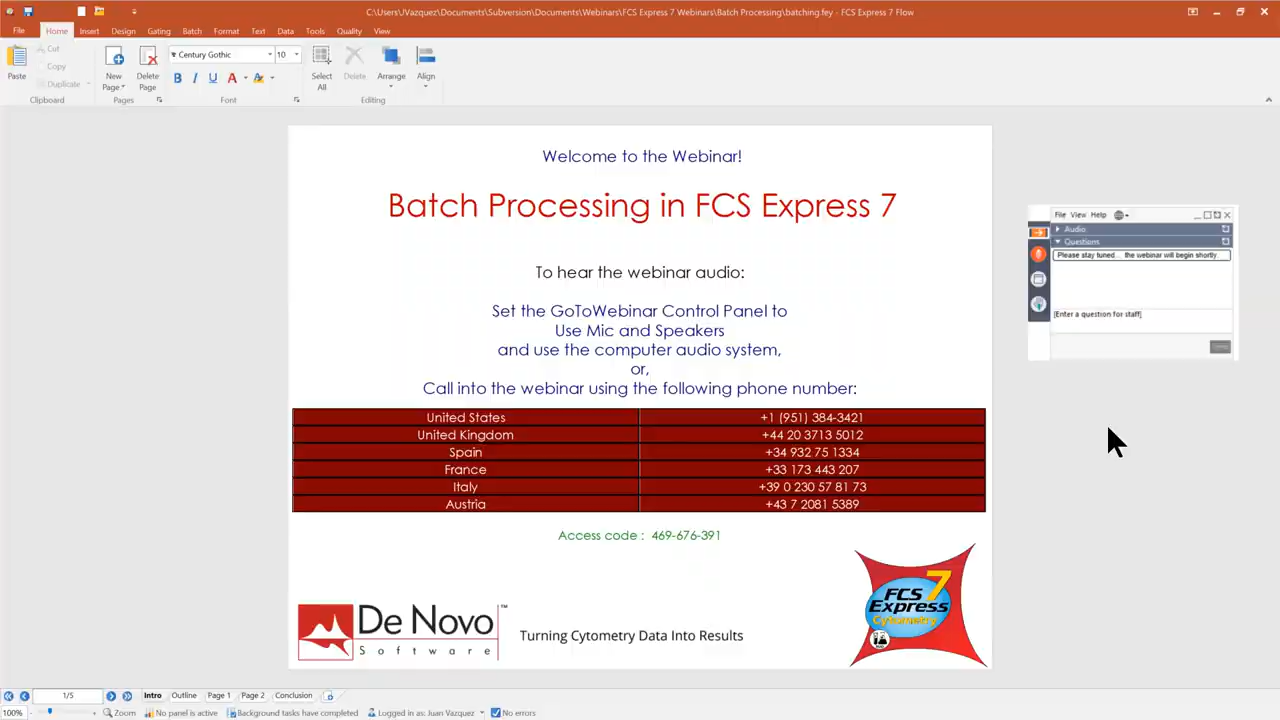 C:\Users\JVazquez\Documents\Subversion\Documents\Webinars\FCS Express 7 Webinars\Batch Processing\batching.fey - FCS Express 7 Flow
File Home Insert Design Gating Batch Format Text Data Tools Quality View
Paste
Cut
Copy
Duplicate
Clipboard
New Page
Delete Page
Pages
Century Gothic 10
B I U A
Font
Select All
Delete
Arrange
Align
Editing
Welcome to the Webinar!
Batch Processing in FCS Express 7
To hear the webinar audio:
Set the GoToWebinar Control Panel to
Use Mic and Speakers
and use the computer audio system,
or,
Call into the webinar using the following phone number:
United States +1 (951) 384-3421
United Kingdom +44 20 3713 5012
Spain +34 932 75 1334
France +33 173 443 207
Italy +39 0 230 57 81 73
Austria +43 7 2081 5389
Access code : 469-676-391
De Novo™
Software
Turning Cytometry Data Into Results
FCS 7
Express
Cytometry
File View Help
Audio
Questions
Please stay tuned... the webinar will begin shortly.
[Enter a question for staff]
1/5 Intro Outline Page 1 Page 2 Conclusion
100% Zoom No panel is active Background tasks have completed Logged in as: Juan Vazquez No errors